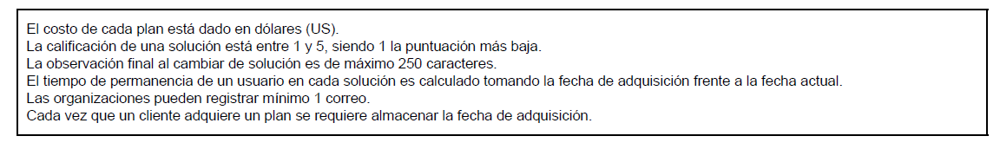 El costo de cada plan está dado en dólares (US).
La calificación de una solución está entre 1 y 5, siendo 1 la puntuación más baja.
La observación final al cambiar de solución es de máximo 250 caracteres.
El tiempo de permanencia de un usuario en cada solución es calculado tomando la fecha de adquisición frente a la fecha actual.
Las organizaciones pueden registrar mínimo 1 correo.
Cada vez que un cliente adquiere un plan se requiere almacenar la fecha de adquisición.